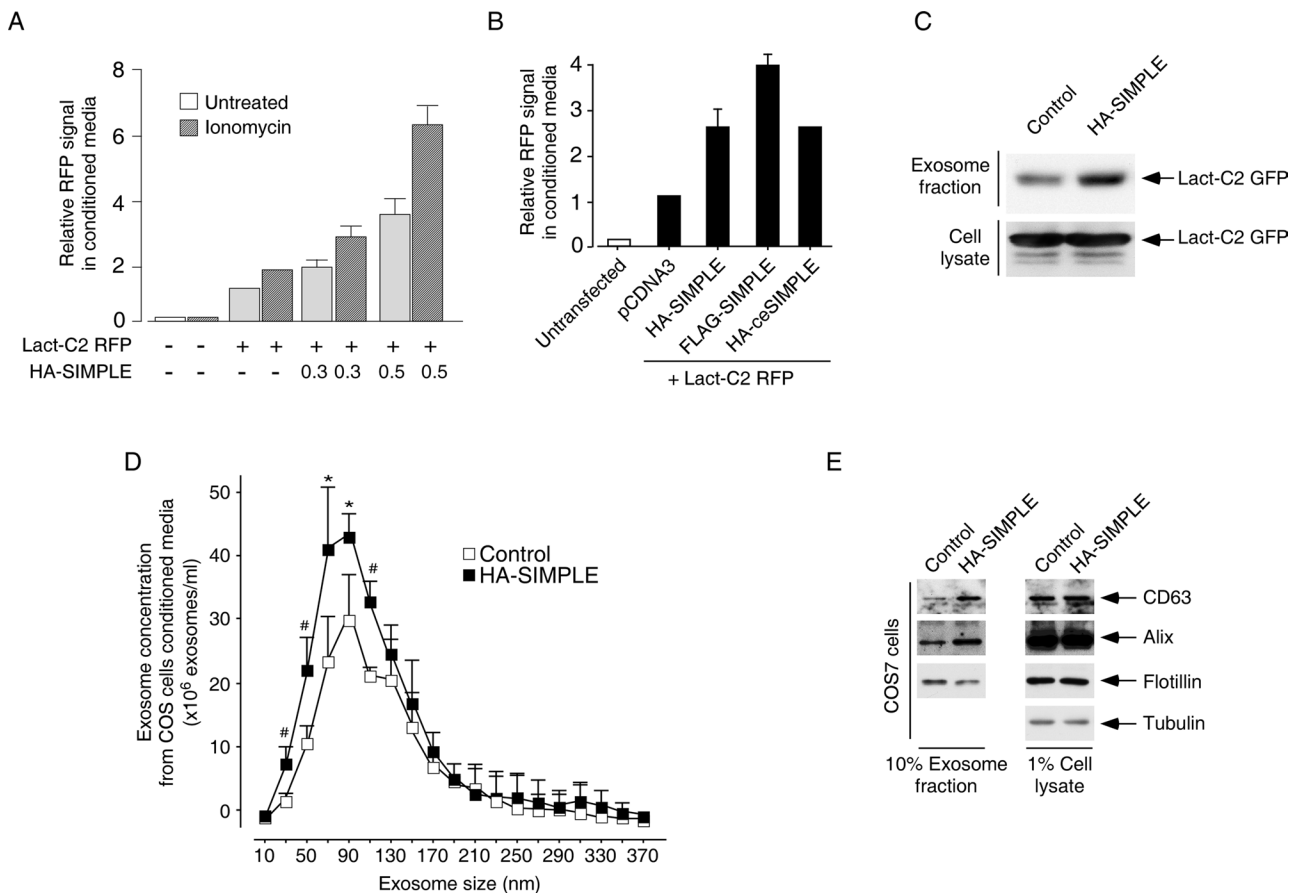 A
Relative RFP signal
in conditioned media
8
6
4
2
0
Untreated
Ionomycin
Lact-C2 RFP - - + + + + + +
HA-SIMPLE - - - - 0.3 0.3 0.5 0.5
B
Relative RFP signal
in conditioned media
4
3
2
1
0
Untransfected
pCDNA3
HA-SIMPLE
FLAG-SIMPLE
HA-ceSIMPLE
+ Lact-C2 RFP
C
Control
HA-SIMPLE
Exosome
fraction
Lact-C2 GFP
Cell
lysate
Lact-C2 GFP
D
Exosome concentration
from COS cells conditioned media
(x10⁶ exosomes/ml)
50
40
30
20
10
0
# # * * #
Control
HA-SIMPLE
10 50 90 130 170 210 250 290 330 370
Exosome size (nm)
E
Control
HA-SIMPLE
Control
HA-SIMPLE
COS7 cells
CD63
Alix
Flotillin
Tubulin
10% Exosome
fraction
1% Cell
lysate